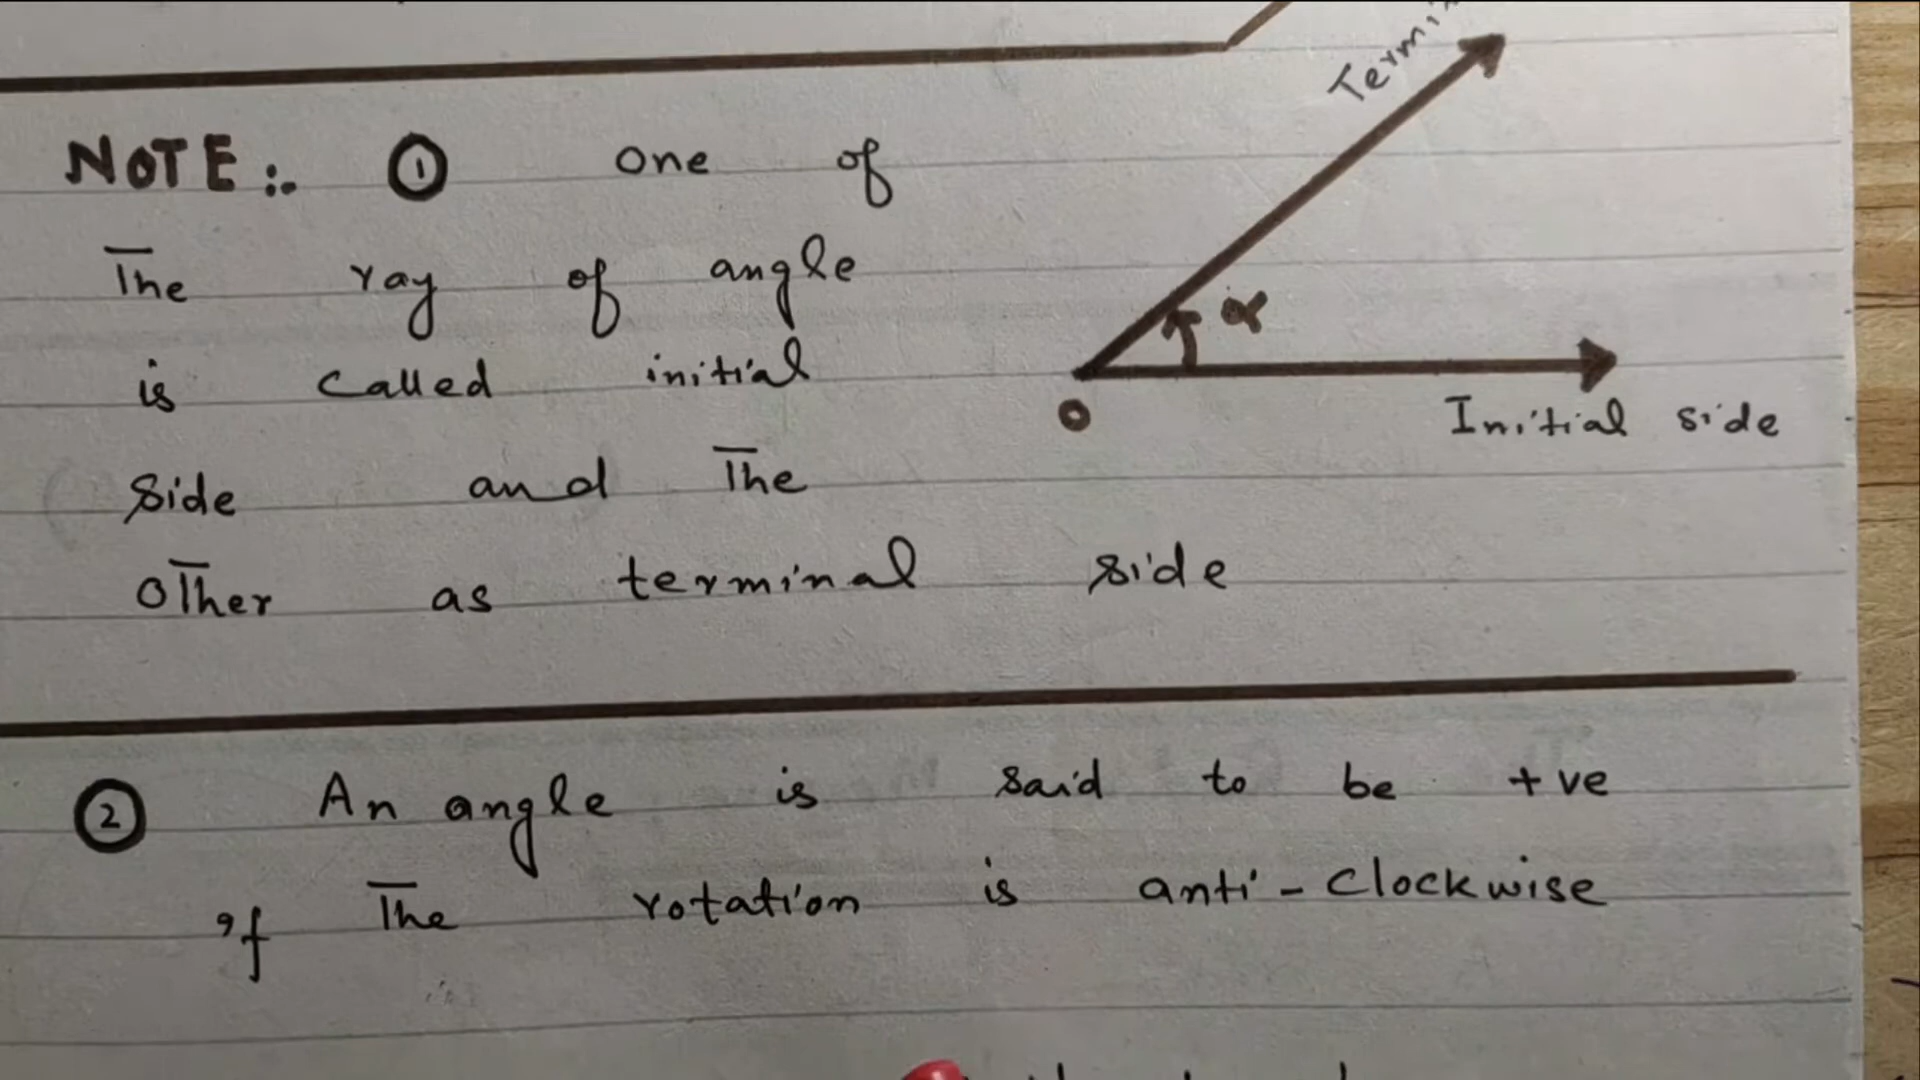 NOTE:- ① one of
The ray of angle
is called initial
side and The
oTher as terminal side
α
O
Initial side
② An angle is said to be +ve
if The rotation is anti-clockwise